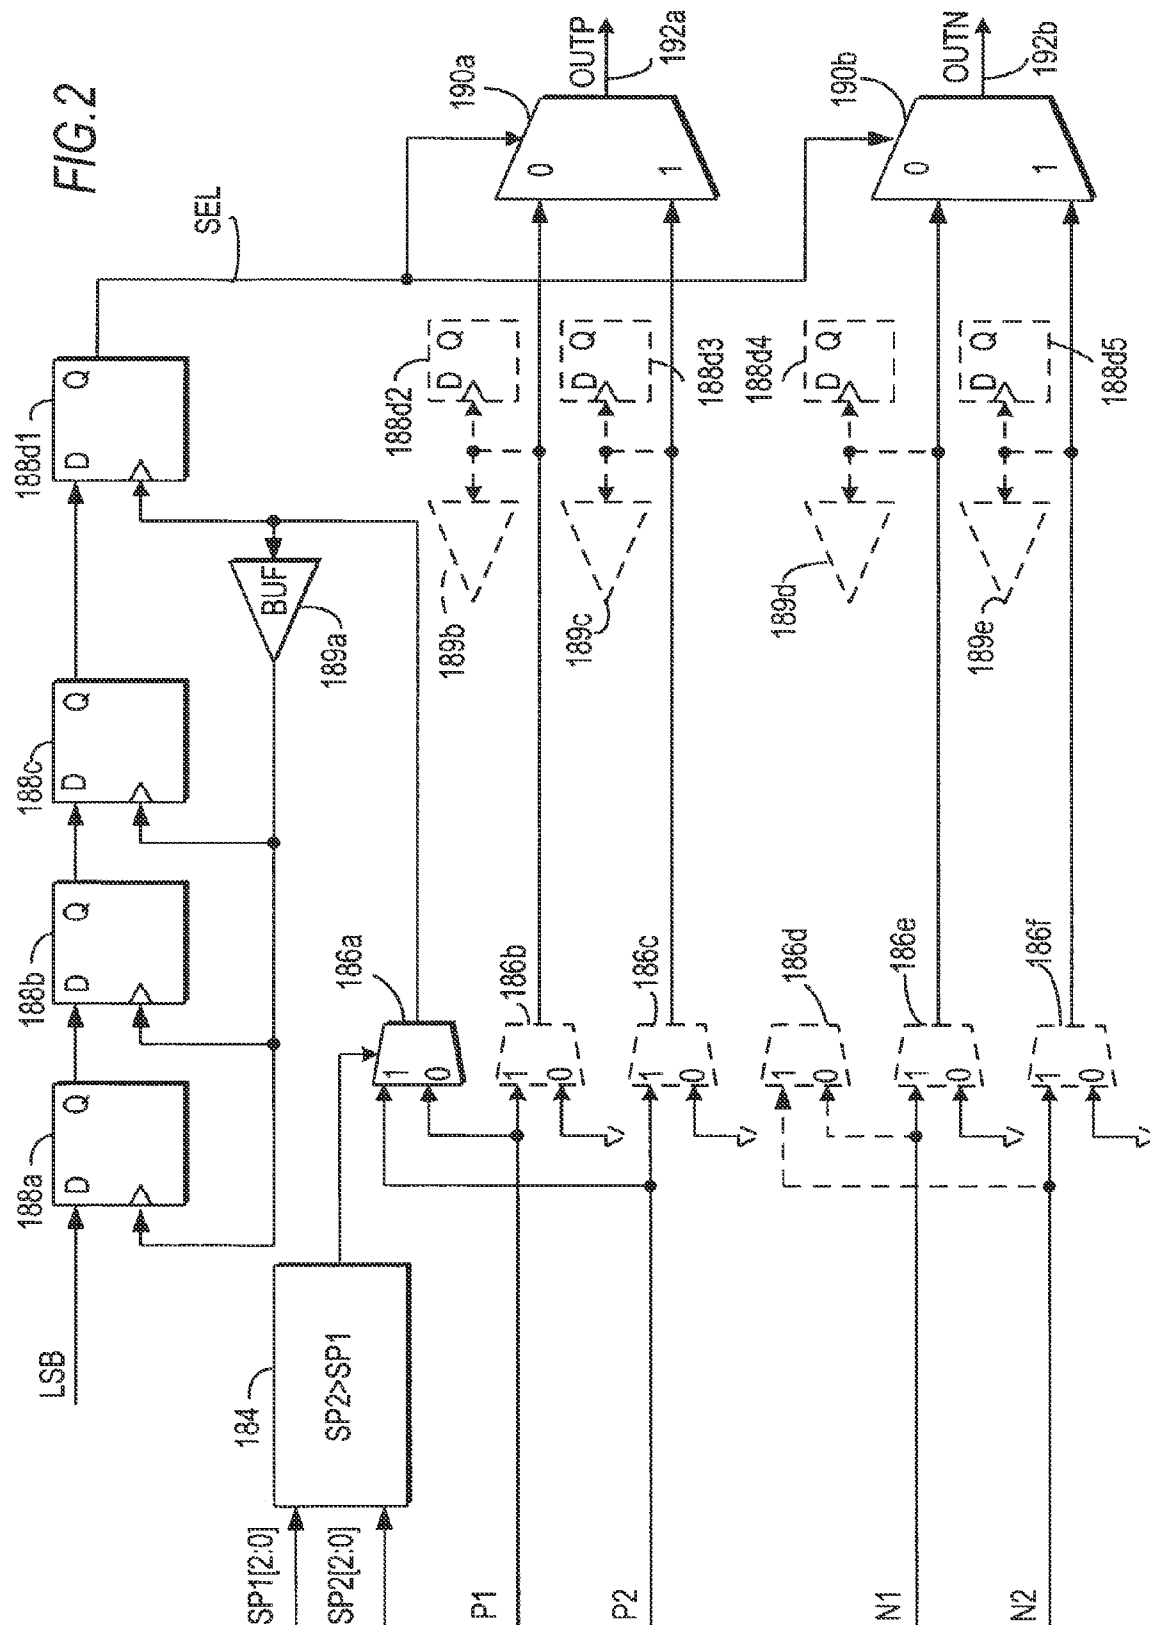 FIG.2
LSB
188a
D
Q
188b
D
Q
188c
D
Q
188d1
D
Q
SEL
BUF
189a
SP1[2:0]
SP2[2:0]
184
SP2>SP1
186a
1
0
P1
186b
1
0
189b
188d2
D
Q
190a
0
1
OUTP
192a
P2
186c
1
0
189c
188d3
D
Q
186d
1
0
N1
186e
1
0
189d
188d4
D
Q
190b
0
1
OUTN
192b
N2
186f
1
0
189e
188d5
D
Q